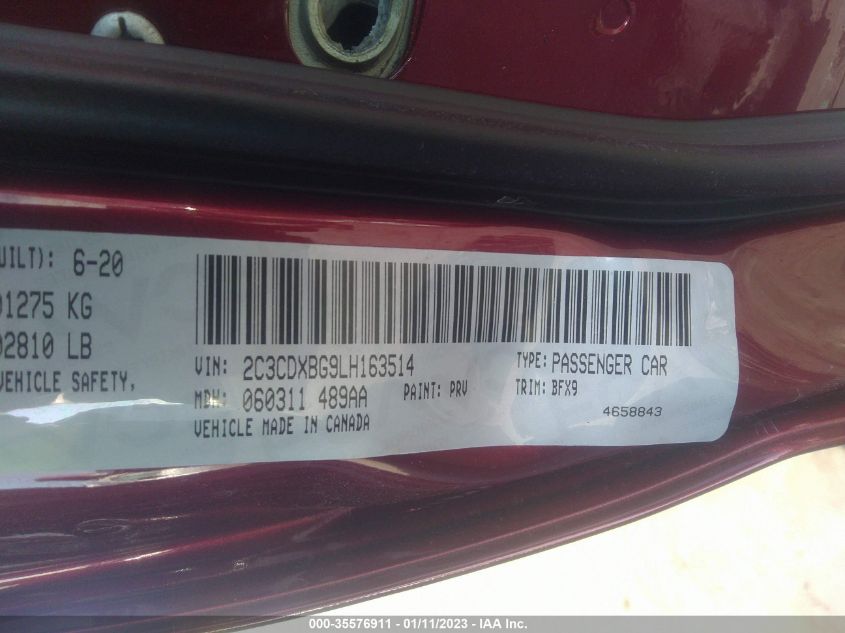 UILT): 6-20
01275 KG
02810 LB
VEHICLE SAFETY,
VIN: 2C3CDXBG9LH163514 TYPE: PASSENGER CAR
MDH: 060311 489AA PAINT: PRV TRIM: BFX9
VEHICLE MADE IN CANADA 4658843
000-35576911 - 01/11/2023 - IAA Inc.